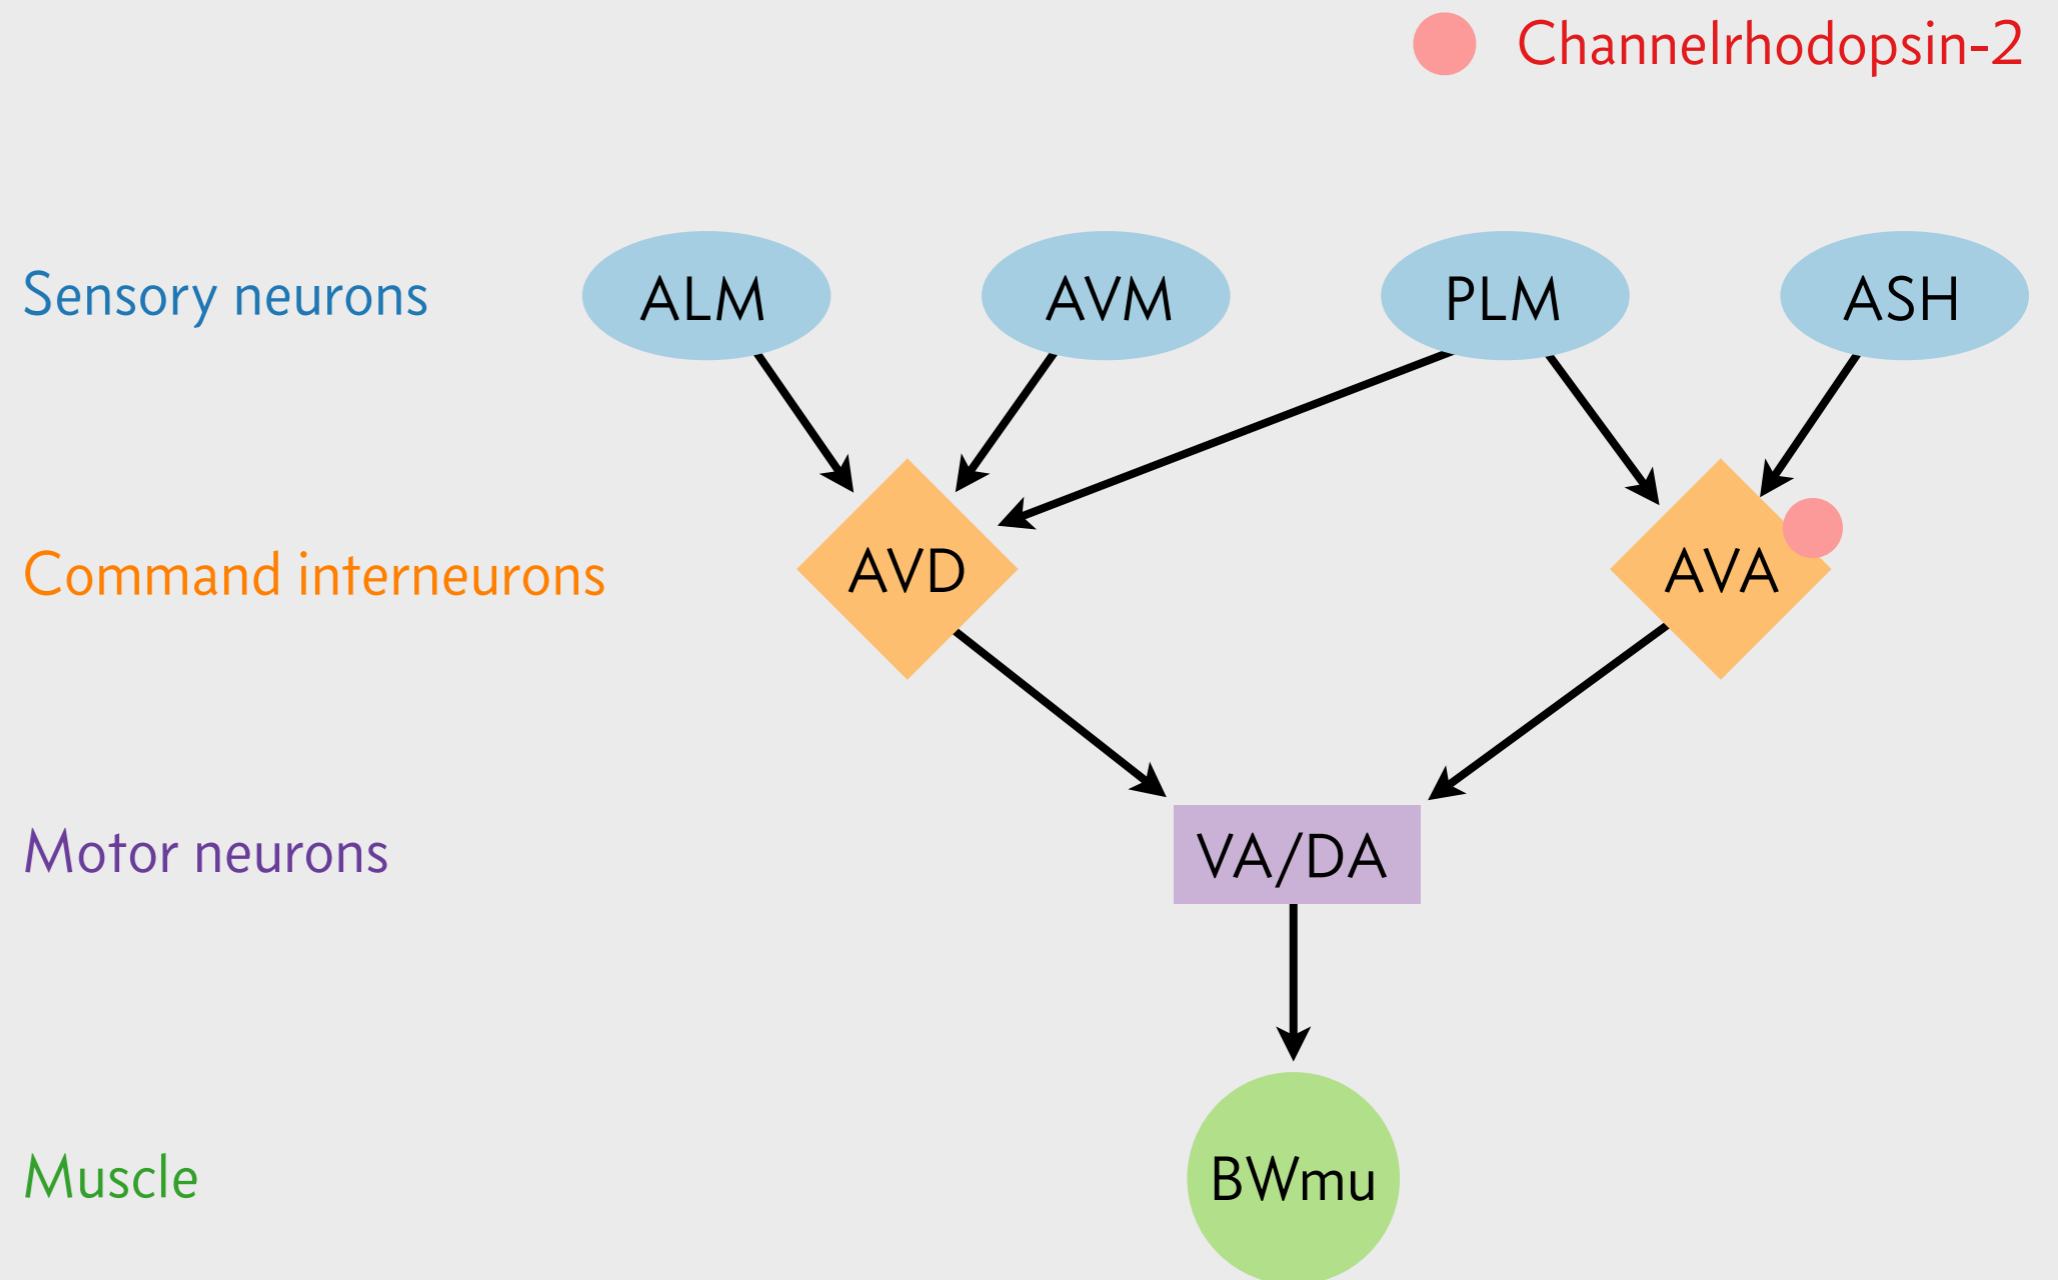 Channelrhodopsin-2
Sensory neurons
ALM
AVM
PLM
ASH
Command interneurons
AVD
AVA
Motor neurons
VA/DA
Muscle
BWmu